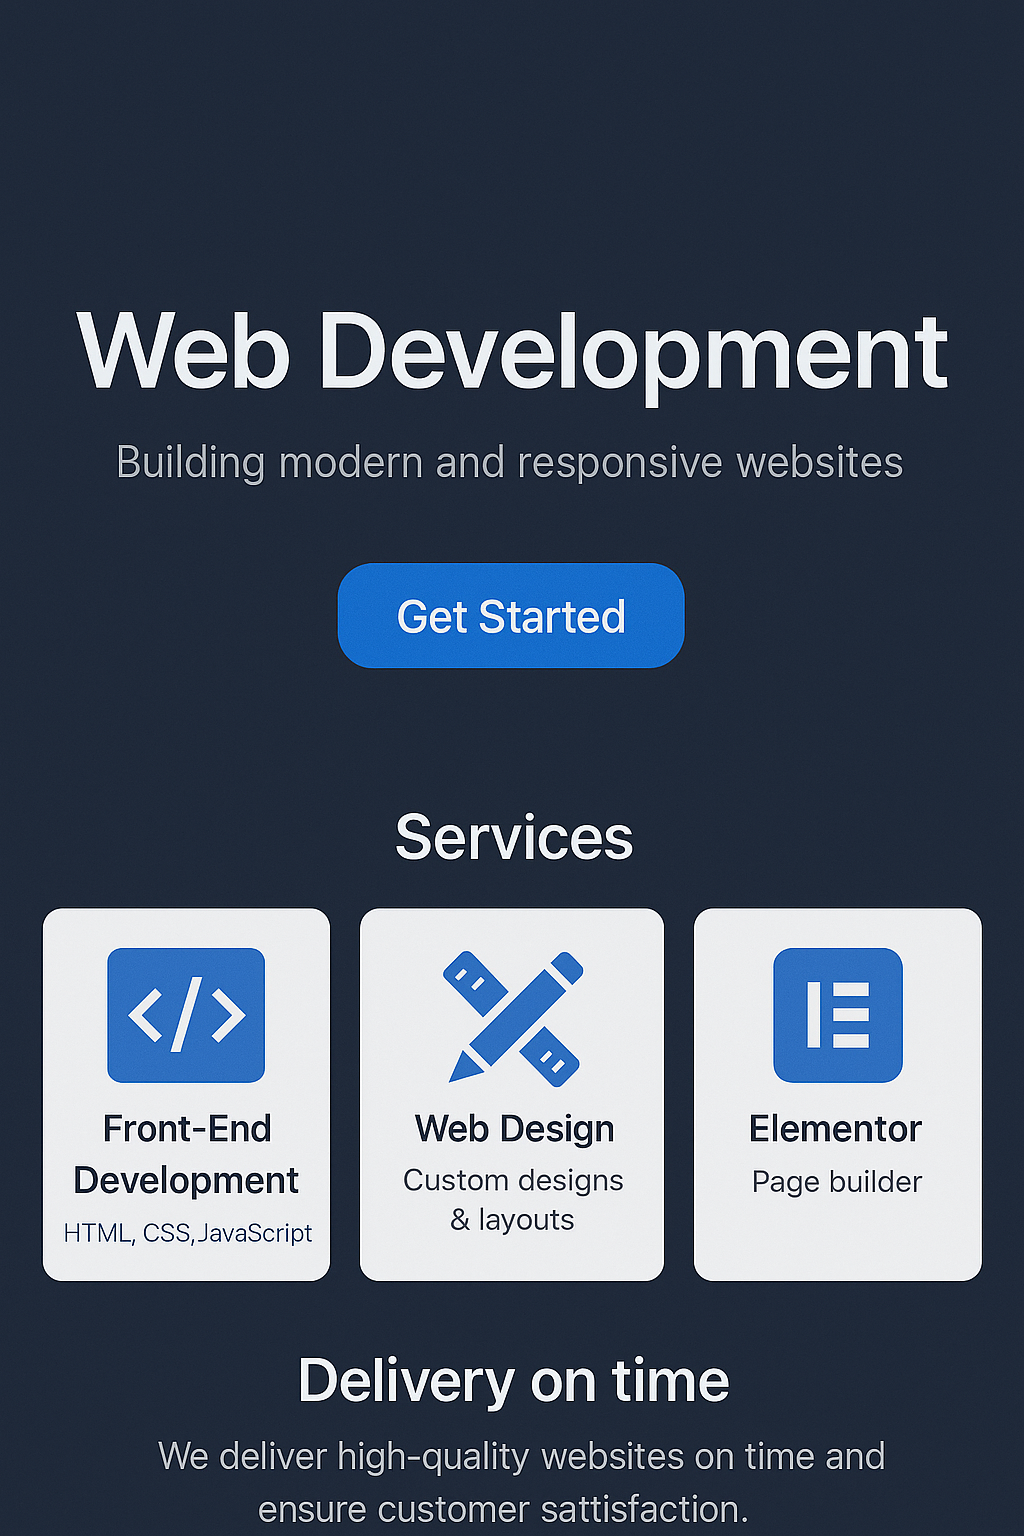 Web Development
Building modern and responsive websites
Get Started
Services
Front-End
Development
HTML, CSS,JavaScript
Web Design
Custom designs
& layouts
Elementor
Page builder
Delivery on time
We deliver high-quality websites on time and
ensure customer sattisfaction.